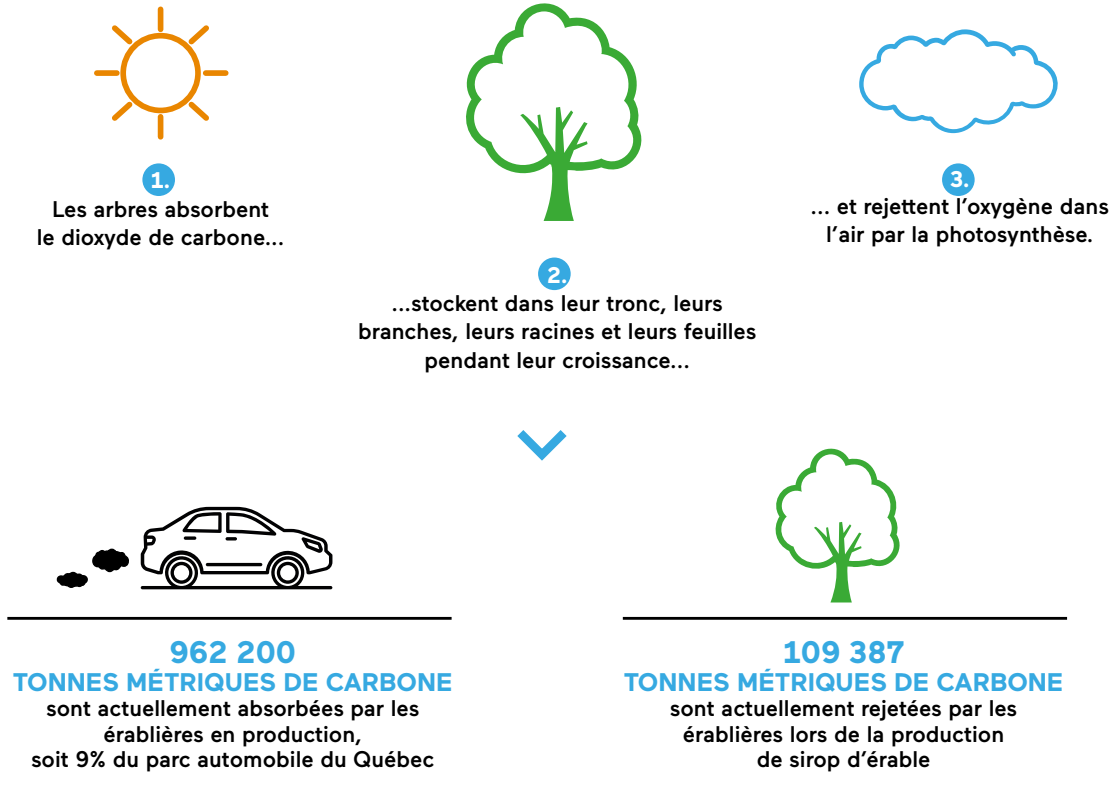 1.
Les arbres absorbent
le dioxyde de carbone...
2.
...stockent dans leur tronc, leurs
branches, leurs racines et leurs feuilles
pendant leur croissance...
3.
... et rejettent l'oxygène dans
l'air par la photosynthèse.
962 200
TONNES MÉTRIQUES DE CARBONE
sont actuellement absorbées par les
érablières en production,
soit 9% du parc automobile du Québec
109 387
TONNES MÉTRIQUES DE CARBONE
sont actuellement rejetées par les
érablières lors de la production
de sirop d'érable